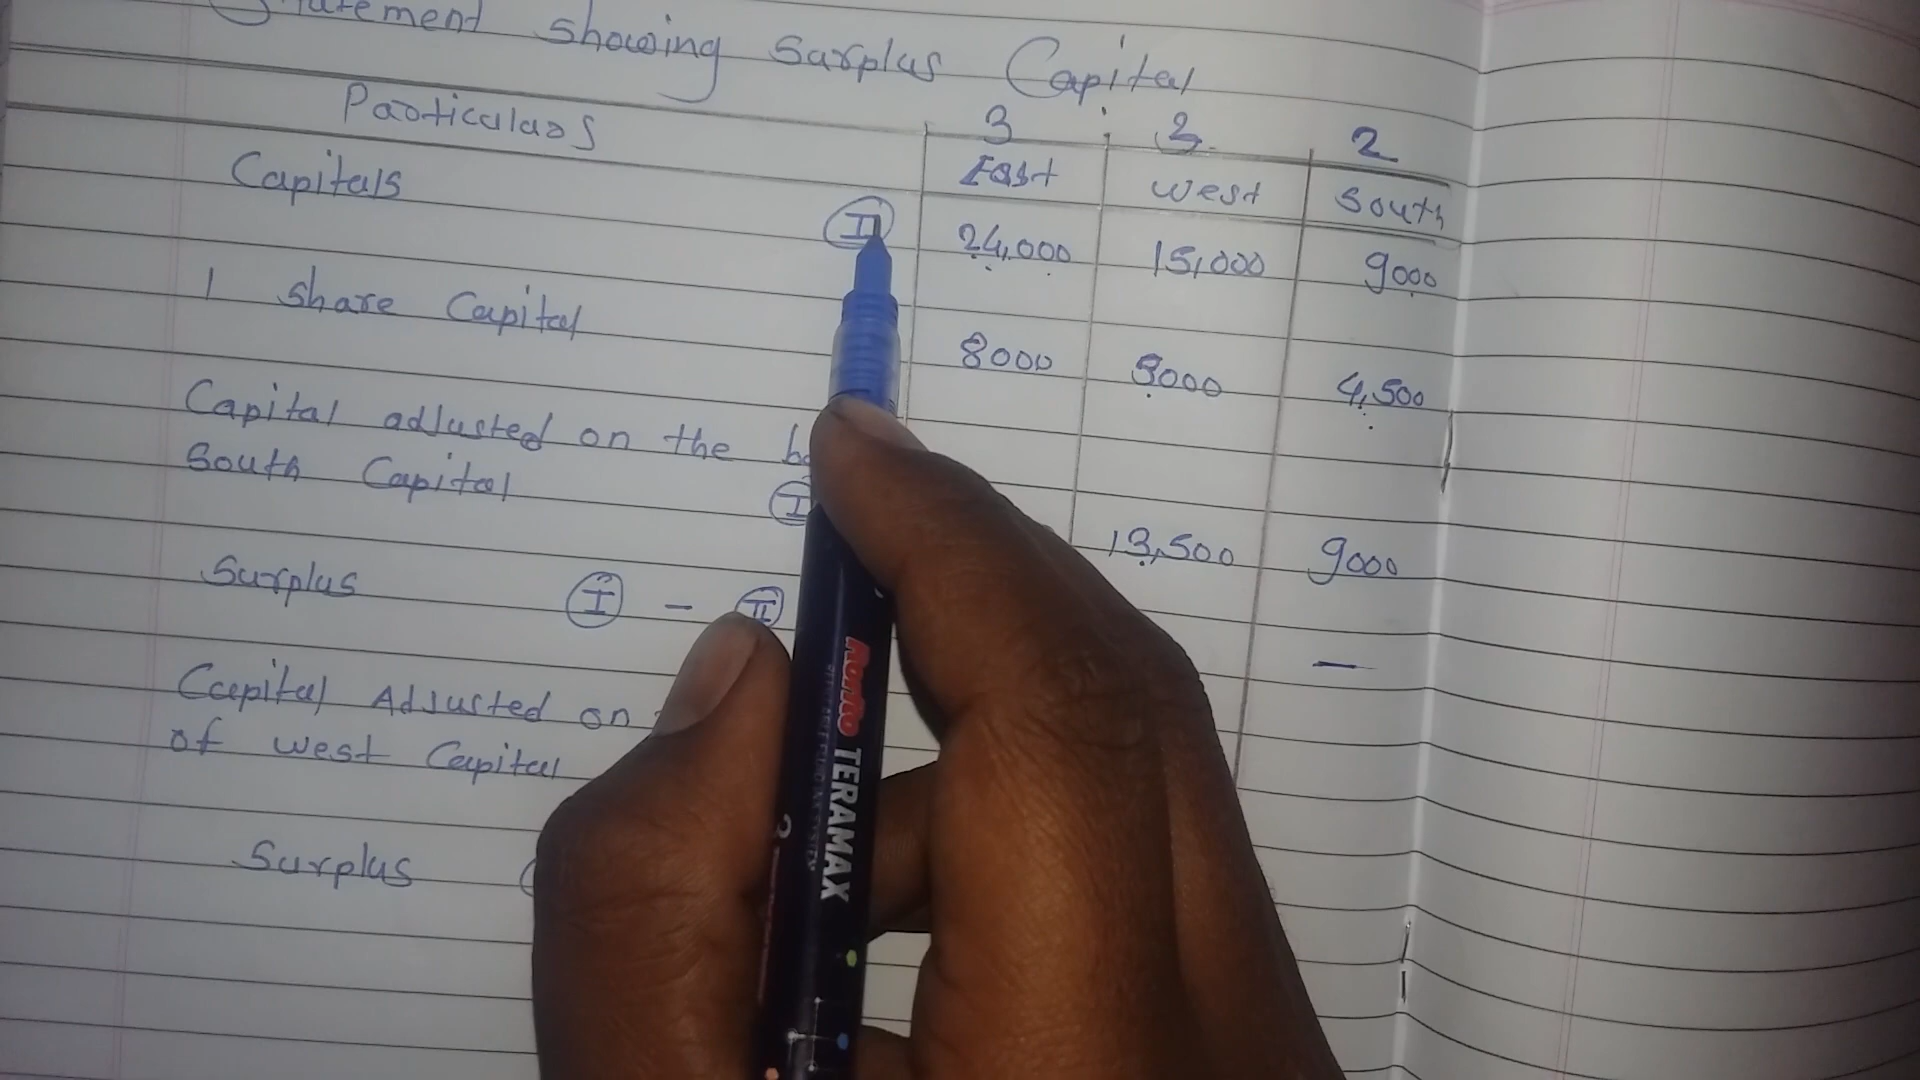 Statement showing Surplus Capital
Particulars 3 3 2
East West South
Capitals II 24,000 15,000 9000
1 Share Capital 8000 5000 4,500
Capital adjusted on the
South Capital I 13,500 9000
Surplus I - II —
Capital Adjusted on
of West Capital
Surplus
Rorito TERAMAX